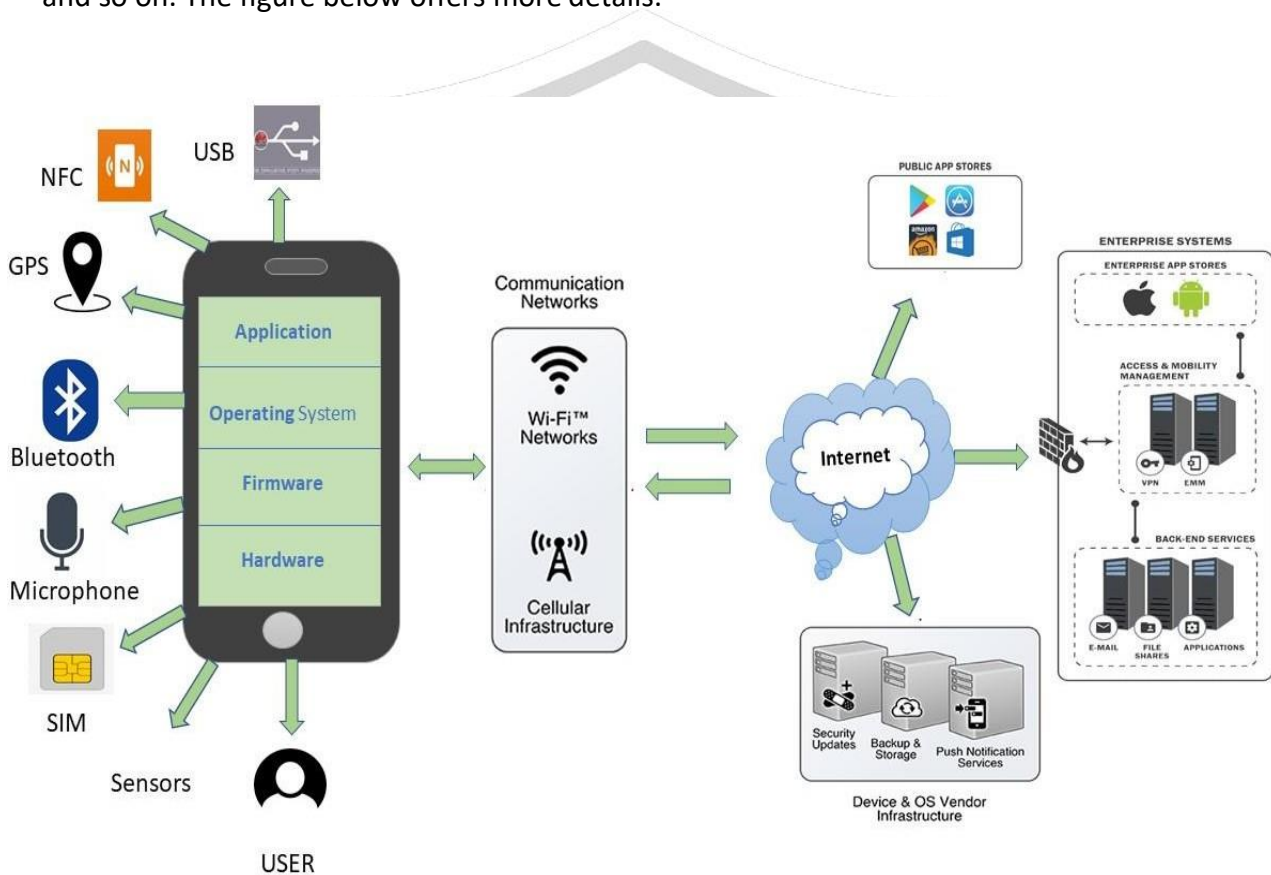 and so on. The figure below offers more details.
USB
NFC
GPS
Bluetooth
Microphone
SIM
Sensors
USER
Application
Operating System
Firmware
Hardware
Communication
Networks
Wi-Fi™
Networks
Cellular
Infrastructure
Internet
PUBLIC APP STORES
amazon
ENTERPRISE SYSTEMS
ENTERPRISE APP STORES
ACCESS & MOBILITY
MANAGEMENT
VPN
EMM
BACK-END SERVICES
E-MAIL
FILE
SHARES
APPLICATIONS
Security
Updates
Backup &
Storage
Push Notification
Services
Device & OS Vendor
Infrastructure
N